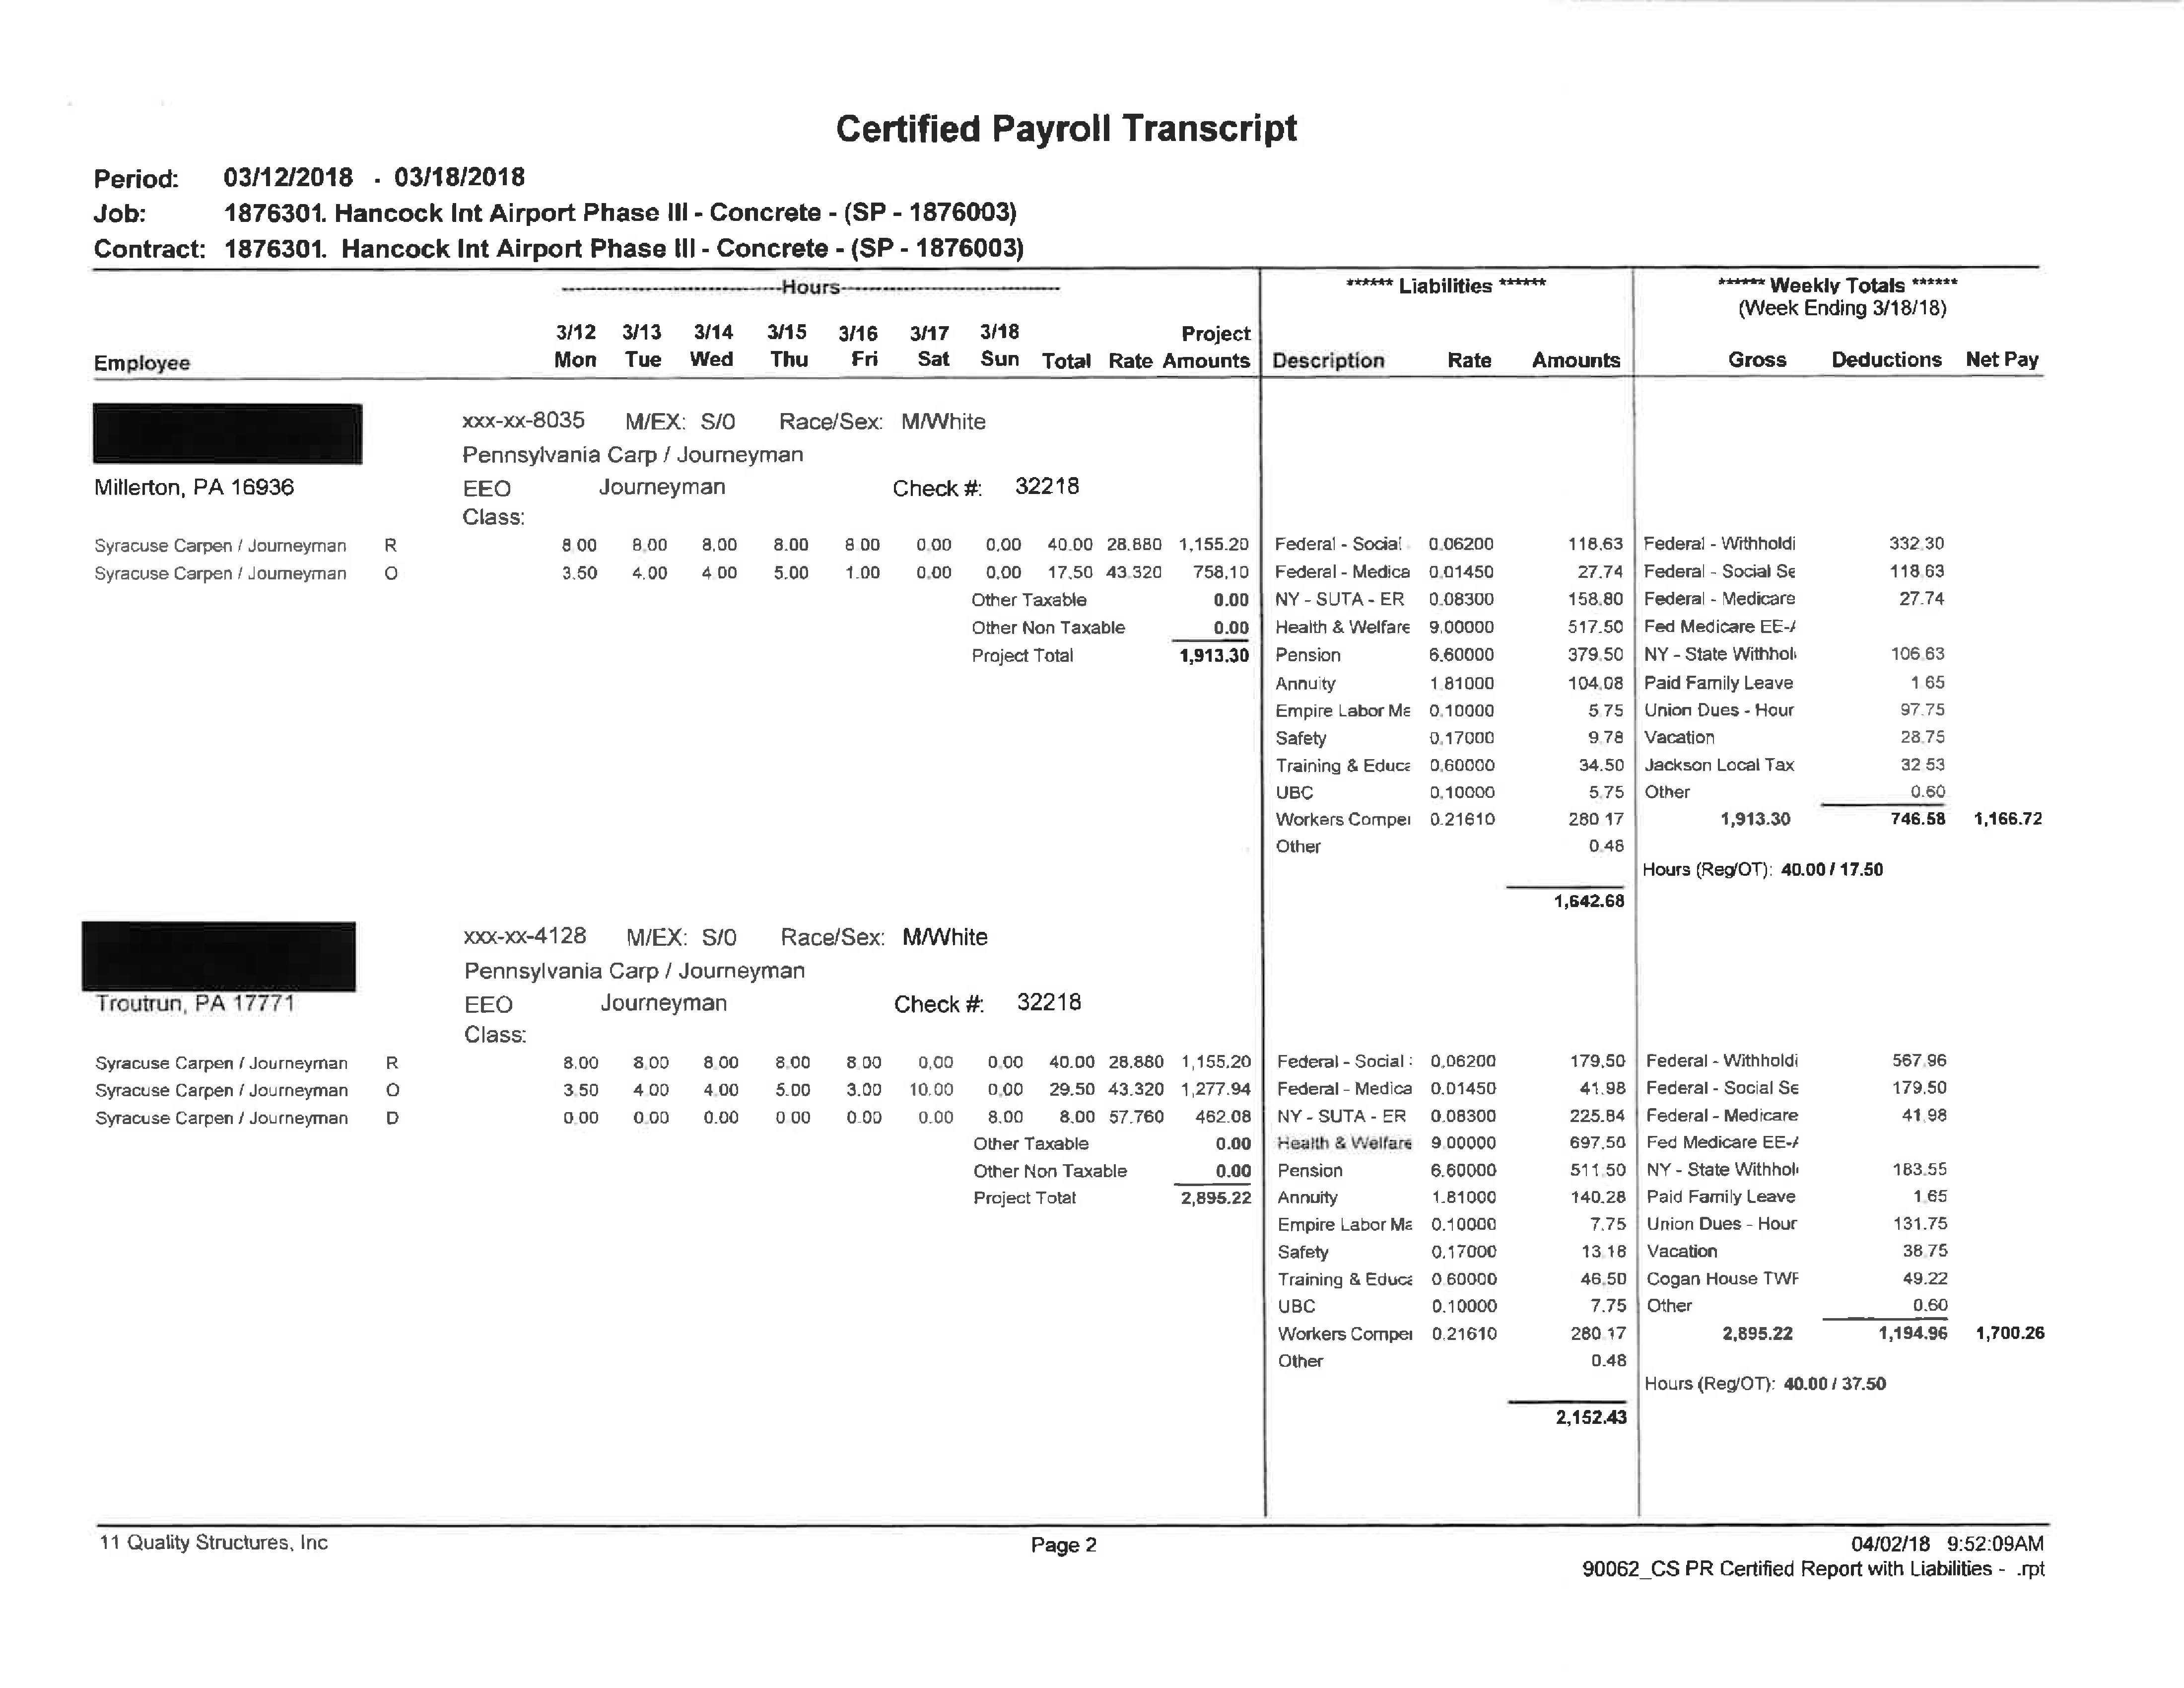 Certified Payroll Transcript
Period: 03/12/2018 - 03/18/2018
Job: 1876301. Hancock Int Airport Phase III - Concrete - (SP - 1876003)
Contract: 1876301. Hancock Int Airport Phase III - Concrete - (SP - 1876003)
Hours ****** Liabilities ****** ****** Weekly Totals ******
(Week Ending 3/18/18)
3/12 3/13 3/14 3/15 3/16 3/17 3/18 Project
Employee Mon Tue Wed Thu Fri Sat Sun Total Rate Amounts Description Rate Amounts Gross Deductions Net Pay
xxx-xx-8035 M/EX: S/0 Race/Sex: M/White
Pennsylvania Carp / Journeyman
Millerton, PA 16936 EEO Journeyman Check #: 32218
Class:
Syracuse Carpen / Journeyman R 8.00 8.00 8.00 8.00 8.00 0.00 0.00 40.00 28.880 1,155.20 Federal - Social 0.06200 118.63 Federal - Withholdi 332.30
Syracuse Carpen / Journeyman O 3.50 4.00 4.00 5.00 1.00 0.00 0.00 17.50 43.320 758.10 Federal - Medica 0.01450 27.74 Federal - Social Se 118.63
Other Taxable 0.00 NY - SUTA - ER 0.08300 158.80 Federal - Medicare 27.74
Other Non Taxable 0.00 Health & Welfare 9.00000 517.50 Fed Medicare EE-A
Project Total 1,913.30 Pension 6.60000 379.50 NY - State Withhol 106.63
Annuity 1.81000 104.08 Paid Family Leave 1.65
Empire Labor Ma 0.10000 5.75 Union Dues - Hour 97.75
Safety 0.17000 9.78 Vacation 28.75
Training & Educa 0.60000 34.50 Jackson Local Tax 32.53
UBC 0.10000 5.75 Other 0.60
Workers Compe 0.21610 280.17 1,913.30 746.58 1,166.72
Other 0.48
Hours (Reg/OT): 40.00 / 17.50
1,642.68
xxx-xx-4128 M/EX: S/0 Race/Sex: M/White
Pennsylvania Carp / Journeyman
Troutrun, PA 17771 EEO Journeyman Check #: 32218
Class:
Syracuse Carpen / Journeyman R 8.00 8.00 8.00 8.00 8.00 0.00 0.00 40.00 28.880 1,155.20 Federal - Social 0.06200 179.50 Federal - Withholdi 567.96
Syracuse Carpen / Journeyman O 3.50 4.00 4.00 5.00 3.00 10.00 0.00 29.50 43.320 1,277.94 Federal - Medica 0.01450 41.98 Federal - Social Se 179.50
Syracuse Carpen / Journeyman D 0.00 0.00 0.00 0.00 0.00 0.00 8.00 8.00 57.760 462.08 NY - SUTA - ER 0.08300 225.84 Federal - Medicare 41.98
Other Taxable 0.00 Health & Welfare 9.00000 697.50 Fed Medicare EE-A
Other Non Taxable 0.00 Pension 6.60000 511.50 NY - State Withhol 183.55
Project Total 2,895.22 Annuity 1.81000 140.28 Paid Family Leave 1.65
Empire Labor Ma 0.10000 7.75 Union Dues - Hour 131.75
Safety 0.17000 13.18 Vacation 38.75
Training & Educa 0.60000 46.50 Cogan House TWF 49.22
UBC 0.10000 7.75 Other 0.60
Workers Compe 0.21610 280.17 2,895.22 1,194.96 1,700.26
Other 0.48
Hours (Reg/OT): 40.00 / 37.50
2,152.43
11 Quality Structures, Inc Page 2 04/02/18 9:52:09AM
90062_CS PR Certified Report with Liabilities - .rpt